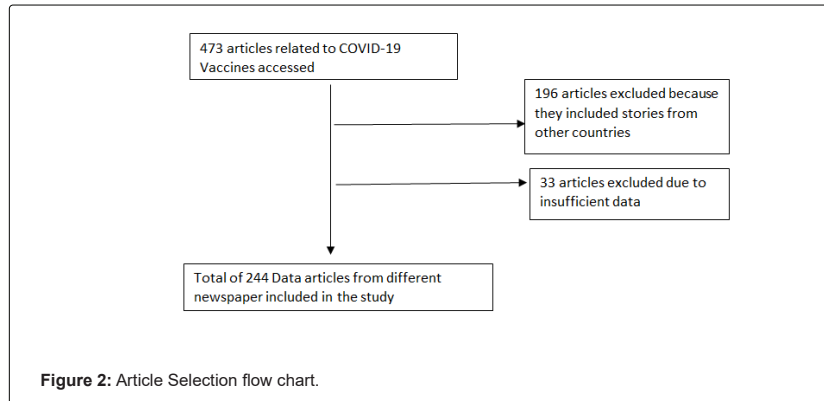 473 articles related to COVID-19
Vaccines accessed
196 articles excluded because
they included stories from
other countries
33 articles excluded due to
insufficient data
Total of 244 Data articles from different
newspaper included in the study
Figure 2: Article Selection flow chart.